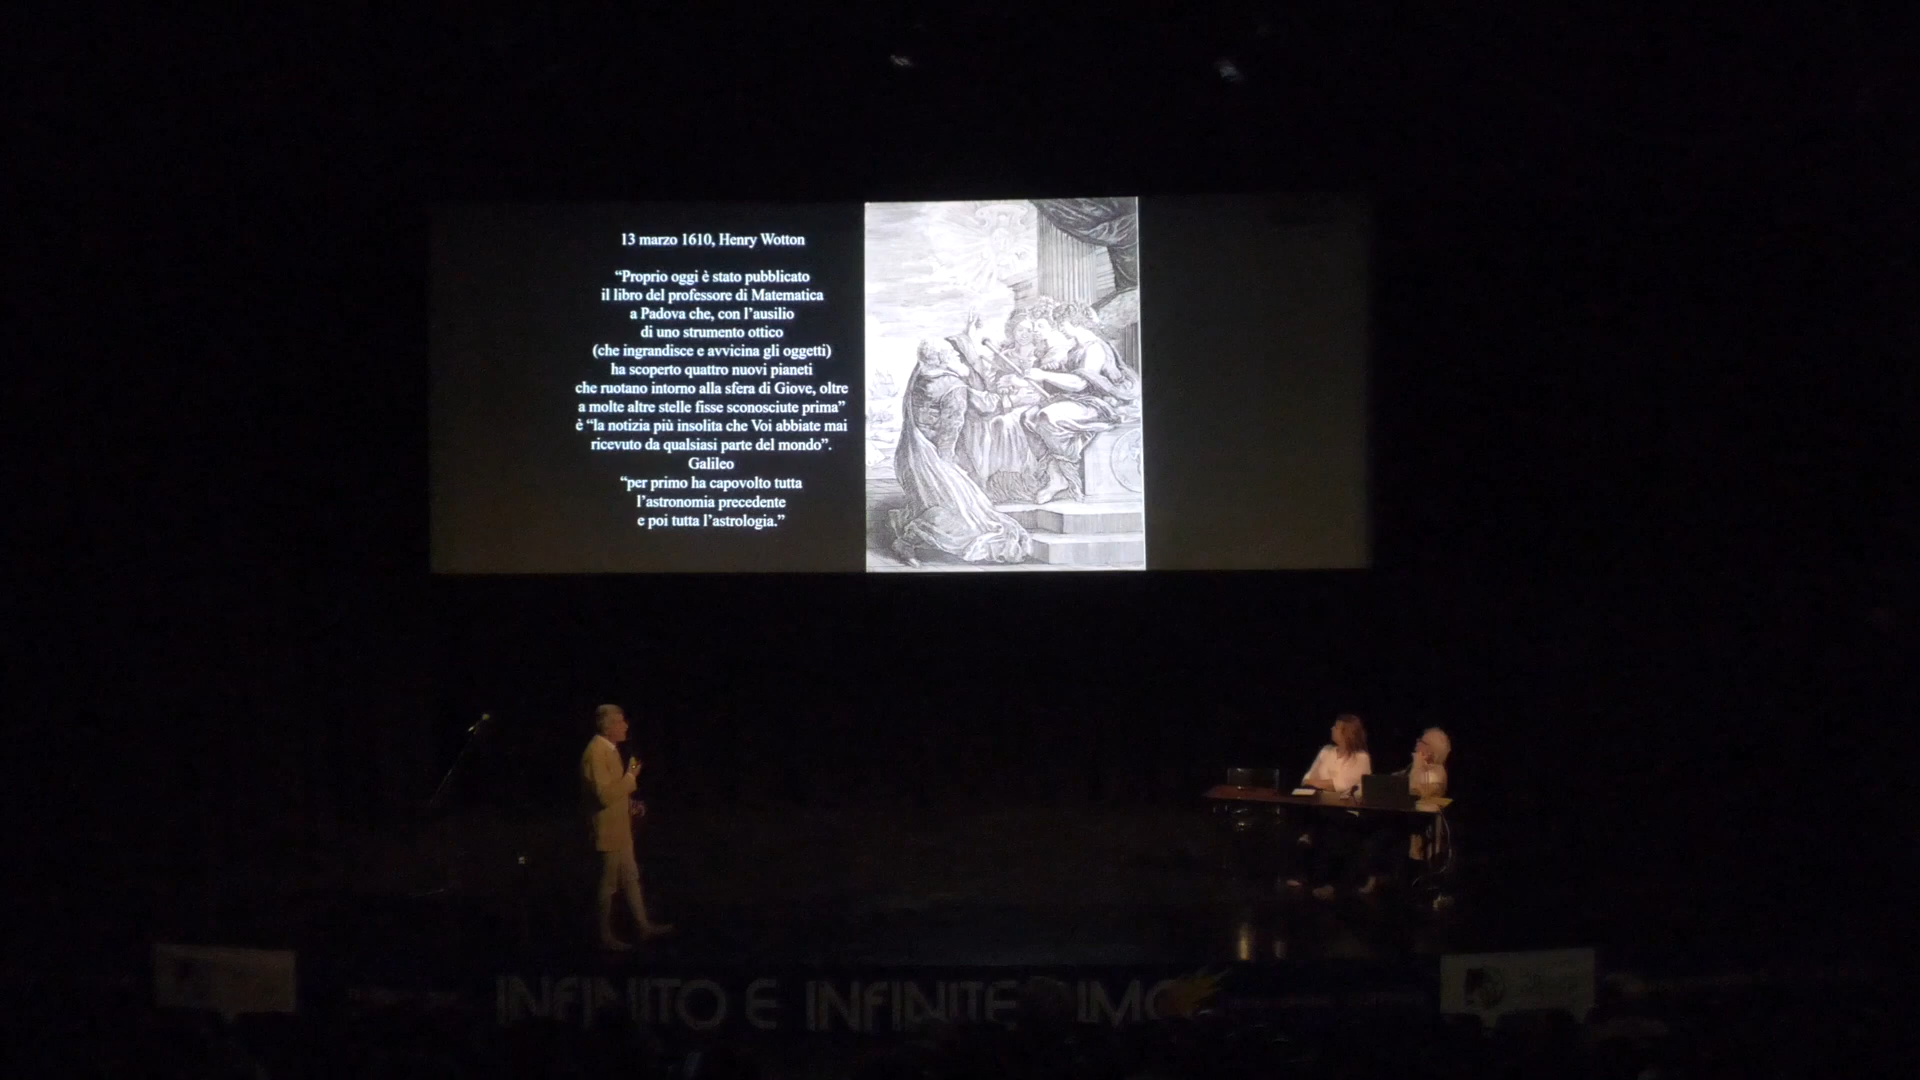 13 marzo 1610, Henry Wotton
“Proprio oggi è stato pubblicato
il libro del professore di Matematica
a Padova che, con l’ausilio
di uno strumento ottico
(che ingrandisce e avvicina gli oggetti)
ha scoperto quattro nuovi pianeti
che ruotano intorno alla sfera di Giove, oltre
a molte altre stelle fisse sconosciute prima”
è “la notizia più insolita che Voi abbiate mai
ricevuto da qualsiasi parte del mondo”.
Galileo
“per primo ha capovolto tutta
l’astronomia precedente
e poi tutta l’astrologia.”
INFINITO E INFINITESIMO